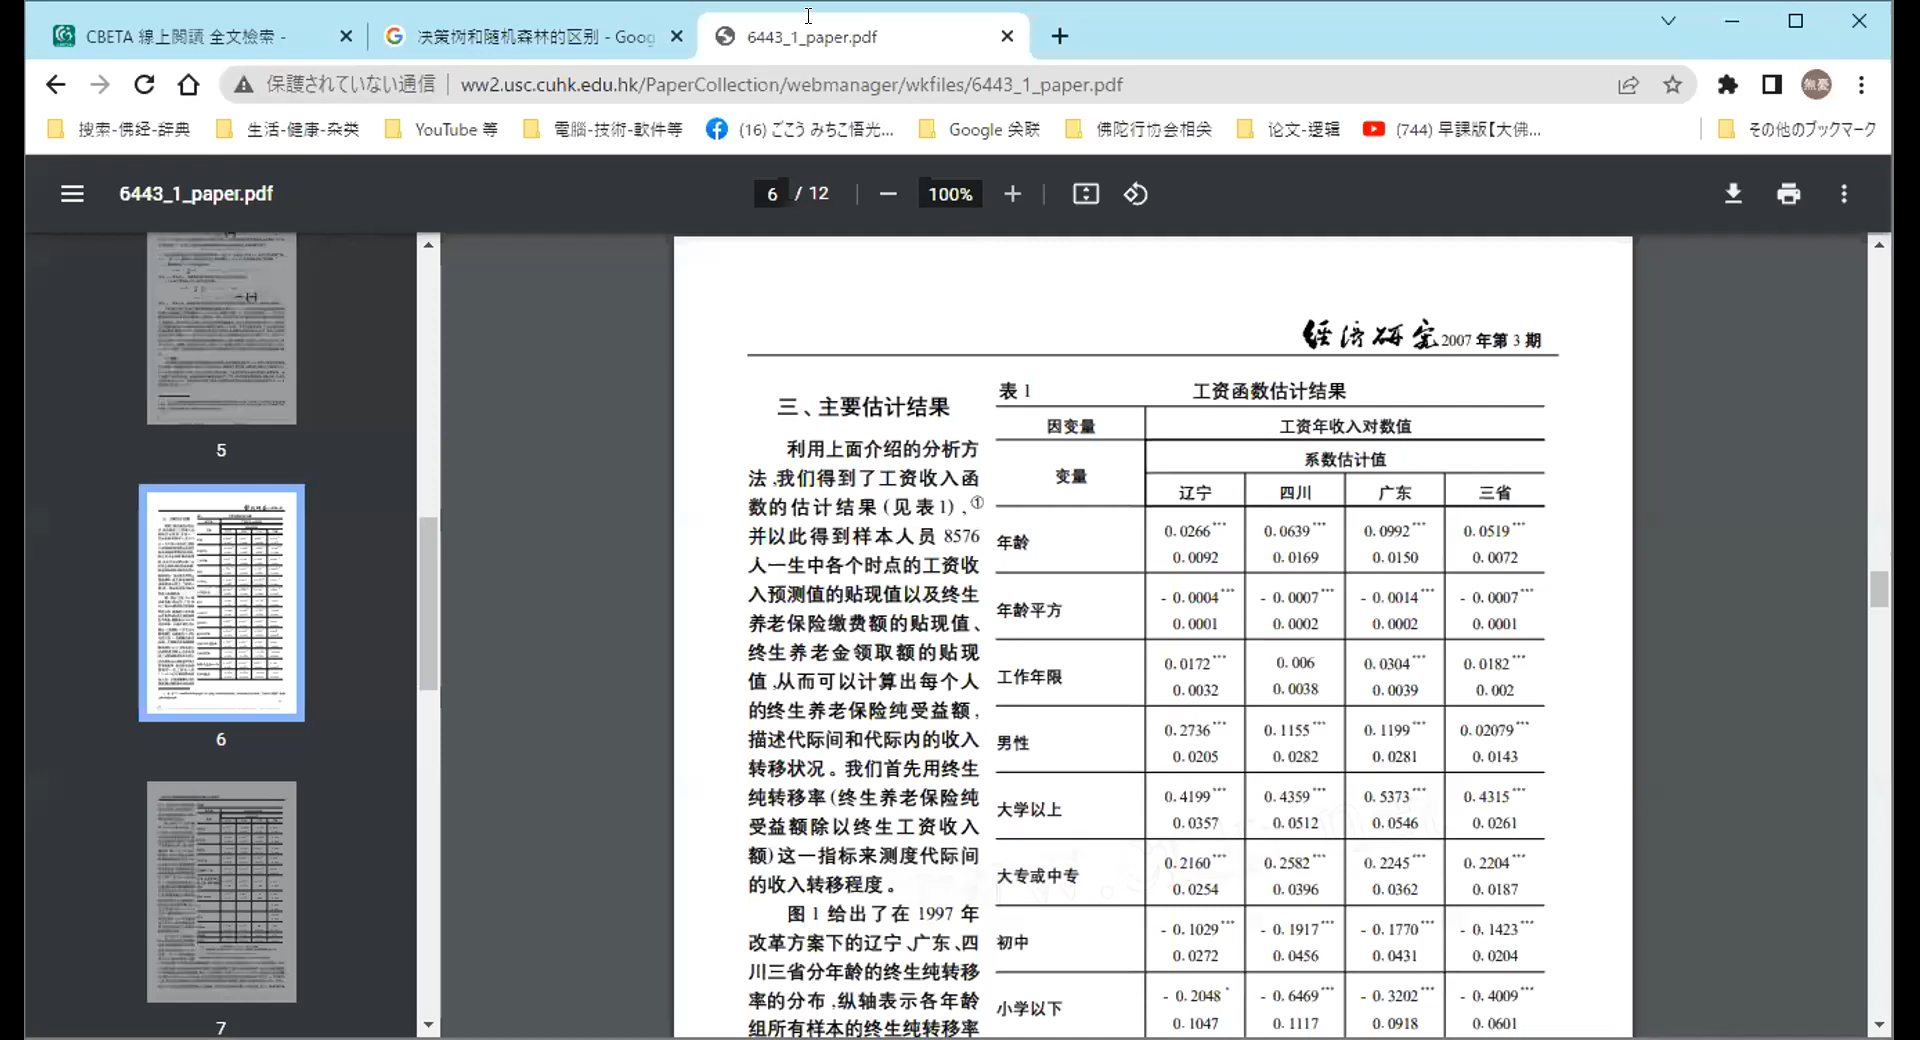 CBETA 線上閱讀 全文檢索 -
决策树和随机森林的区别 - Goog
6443_1_paper.pdf
保護されていない通信
ww2.usc.cuhk.edu.hk/PaperCollection/webmanager/wkfiles/6443_1_paper.pdf
無憂
搜索-佛经-辞典
生活-健康-杂类
YouTube 等
電腦-技術-軟件等
(16) ごこう みちこ悟光...
Google 关联
佛陀行协会相关
论文-逻辑
(744) 早課版【大佛...
その他のブックマーク
6443_1_paper.pdf
6 / 12
100%
5
6
7
经济研究 2007 年第 3 期
三、主要估计结果
利用上面介绍的分析方
法,我们得到了工资收入函
数的估计结果(见表1),①
并以此得到样本人员 8576
人一生中各个时点的工资收
入预测值的贴现值以及终生
养老保险缴费额的贴现值、
终生养老金领取额的贴现
值,从而可以计算出每个人
的终生养老保险纯受益额,
描述代际间和代际内的收入
转移状况。我们首先用终生
纯转移率(终生养老保险纯
受益额除以终生工资收入
额)这一指标来测度代际间
的收入转移程度。
图 1 给出了在 1997 年
改革方案下的辽宁、广东、四
川三省分年龄的终生纯转移
率的分布,纵轴表示各年龄
组所有样本的终生纯转移率
表 1 工资函数估计结果
因变量 工资年收入对数值
变量 系数估计值
辽宁 四川 广东 三省
年龄 0.0266*** 0.0639*** 0.0992*** 0.0519***
0.0092 0.0169 0.0150 0.0072
年龄平方 - 0.0004*** - 0.0007*** - 0.0014*** - 0.0007***
0.0001 0.0002 0.0002 0.0001
工作年限 0.0172*** 0.006 0.0304*** 0.0182***
0.0032 0.0038 0.0039 0.002
男性 0.2736*** 0.1155*** 0.1199*** 0.02079***
0.0205 0.0282 0.0281 0.0143
大学以上 0.4199*** 0.4359*** 0.5373*** 0.4315***
0.0357 0.0512 0.0546 0.0261
大专或中专 0.2160*** 0.2582*** 0.2245*** 0.2204***
0.0254 0.0396 0.0362 0.0187
初中 - 0.1029*** - 0.1917*** - 0.1770*** - 0.1423***
0.0272 0.0456 0.0431 0.0204
小学以下 - 0.2048* - 0.6469*** - 0.3202*** - 0.4009***
0.1047 0.1117 0.0918 0.0601